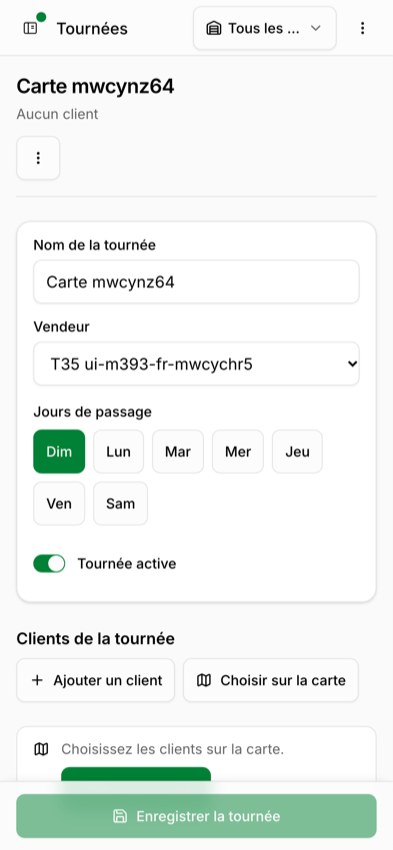 Tournées
Tous les ...
Carte mwcynz64
Aucun client
Nom de la tournée
Carte mwcynz64
Vendeur
T35 ui-m393-fr-mwcychr5
Jours de passage
Dim Lun Mar Mer Jeu
Ven Sam
Tournée active
Clients de la tournée
Ajouter un client Choisir sur la carte
Choisissez les clients sur la carte.
Enregistrer la tournée